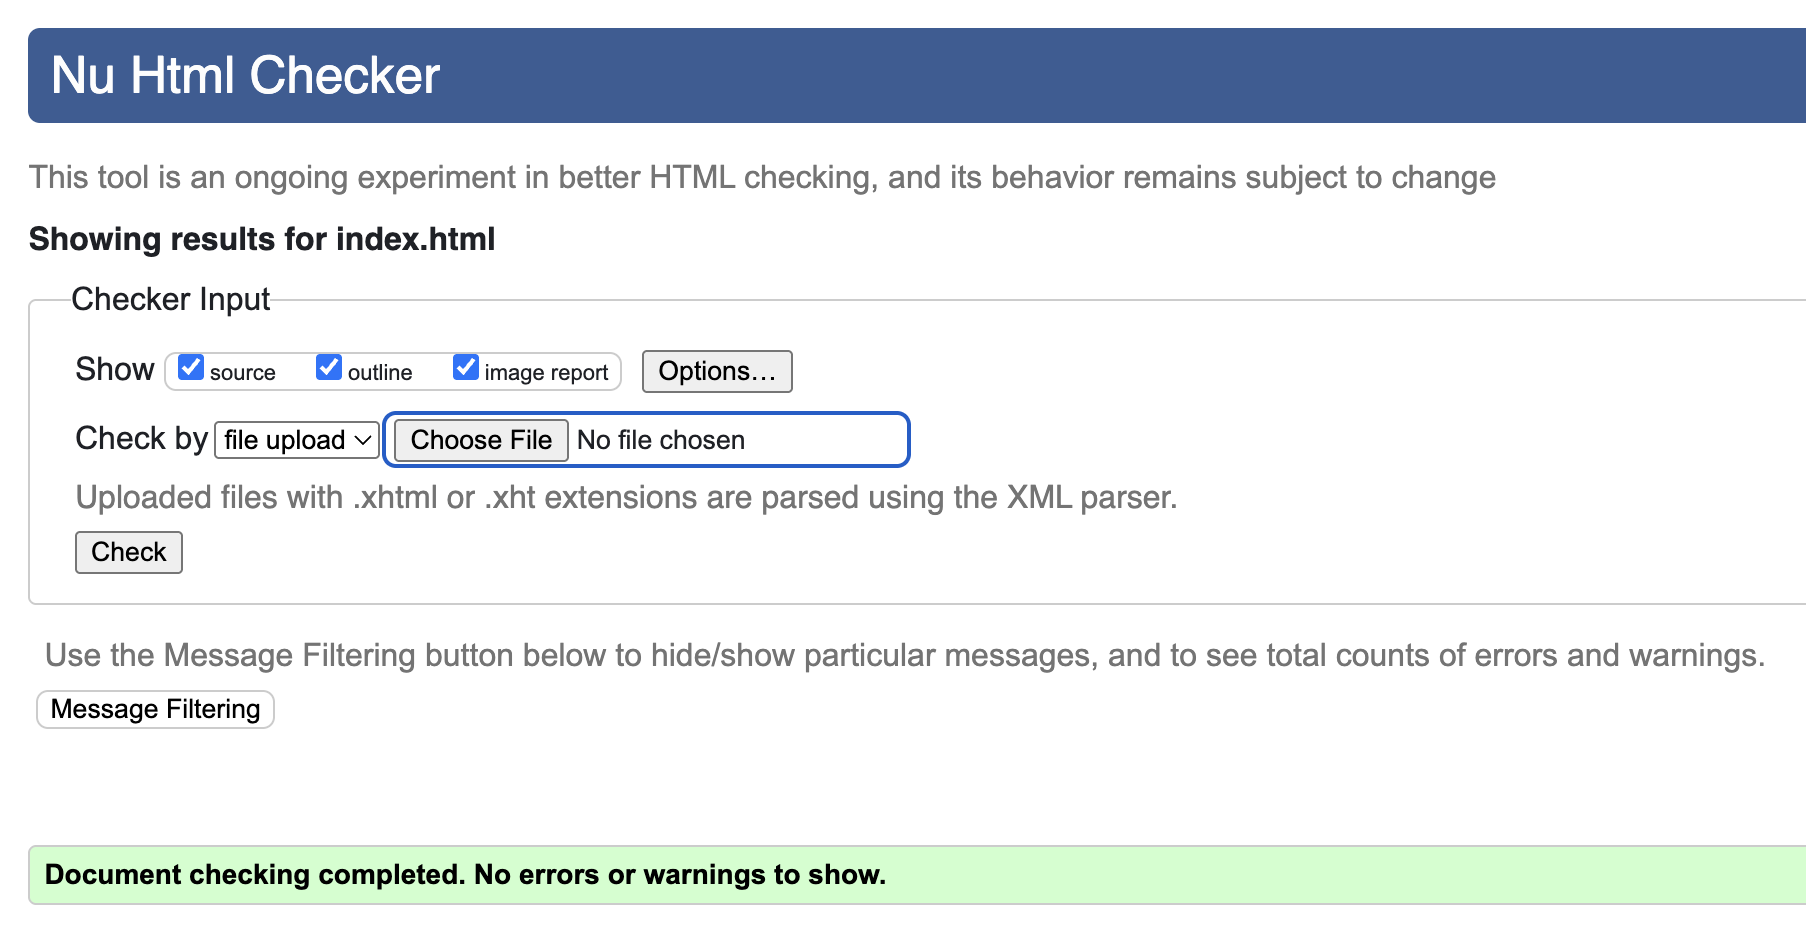 Nu Html Checker
This tool is an ongoing experiment in better HTML checking, and its behavior remains subject to change
Showing results for index.html
Checker Input
Show source outline image report Options…
Check by file upload Choose File No file chosen
Uploaded files with .xhtml or .xht extensions are parsed using the XML parser.
Check
Use the Message Filtering button below to hide/show particular messages, and to see total counts of errors and warnings.
Message Filtering
Document checking completed. No errors or warnings to show.